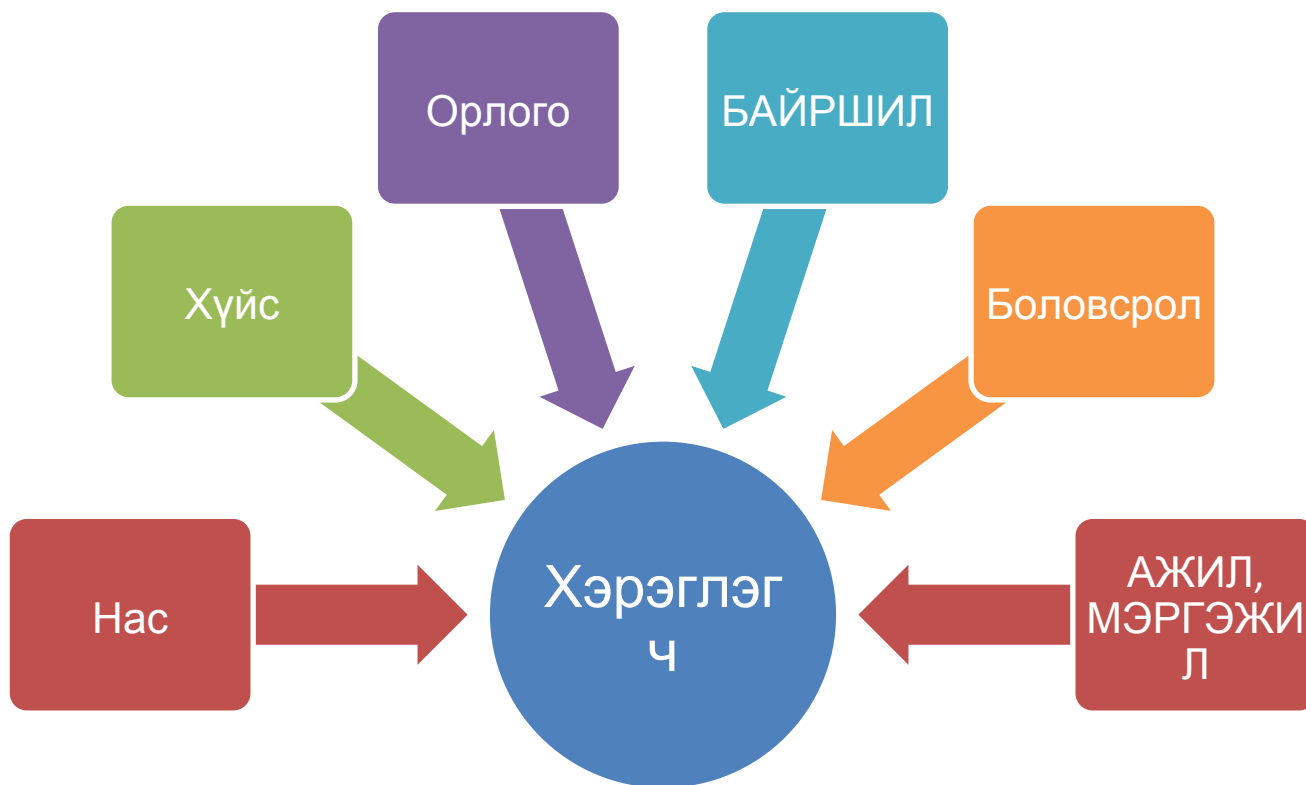 Орлого
БАЙРШИЛ
Хүйс
Боловсрол
Нас
Хэрэглэг
ч
АЖИЛ,
МЭРГЭЖИ
Л